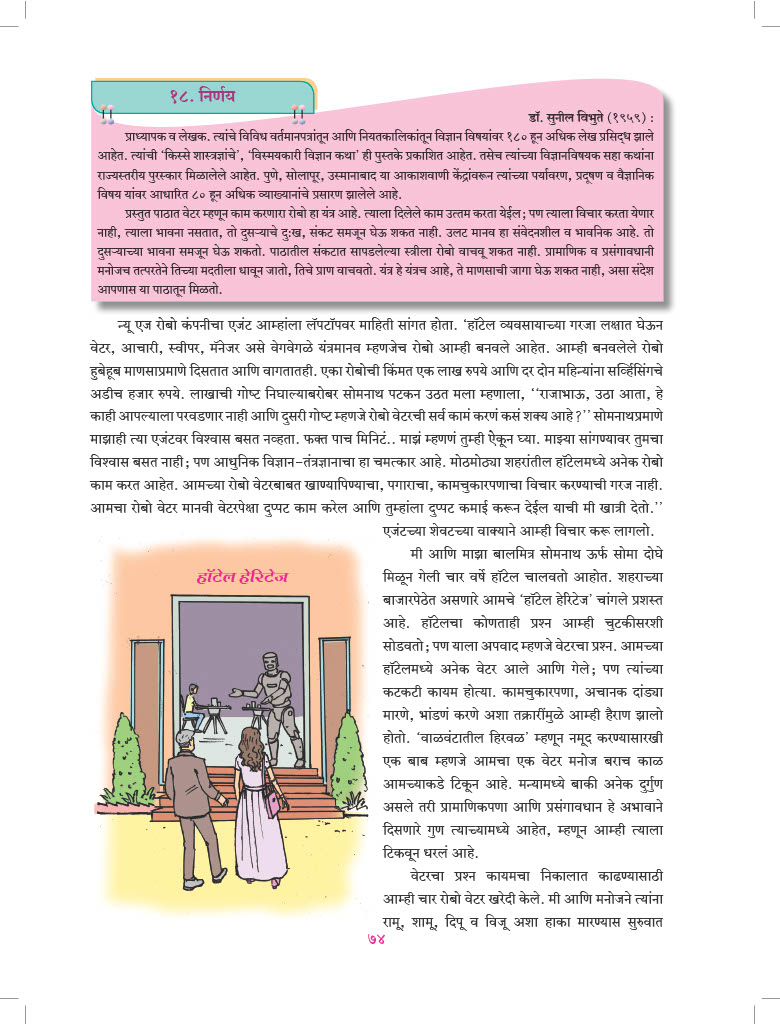 १८. निर्णय
डॉ. सुनील विभुते (१९५९) :
प्राध्यापक व लेखक. त्यांचे विविध वर्तमानपत्रांतून आणि नियतकालिकांतून विज्ञान विषयांवर १८० हून अधिक लेख प्रसिद्ध झाले
आहेत. त्यांची ‘किस्से शास्त्रज्ञांचे’, ‘विस्मयकारी विज्ञान कथा’ ही पुस्तके प्रकाशित आहेत. तसेच त्यांच्या विज्ञानविषयक सहा कथांना
राज्यस्तरीय पुरस्कार मिळालेले आहेत. पुणे, सोलापूर, उस्मानाबाद या आकाशवाणी केंद्रांवरून त्यांच्या पर्यावरण, प्रदूषण व वैज्ञानिक
विषय यांवर आधारित ८० हून अधिक व्याख्यानांचे प्रसारण झालेले आहे.
प्रस्तुत पाठात वेटर म्हणून काम करणारा रोबो हा यंत्र आहे. त्याला दिलेले काम उत्तम करता येईल; पण त्याला विचार करता येणार
नाही, त्याला भावना नसतात, तो दुसऱ्याचे दुःख, संकट समजून घेऊ शकत नाही. उलट मानव हा संवेदनशील व भावनिक आहे. तो
दुसऱ्याच्या भावना समजून घेऊ शकतो. पाठातील संकटात सापडलेल्या स्त्रीला रोबो वाचवू शकत नाही. प्रामाणिक व प्रसंगावधानी
मनोजच तत्परतेने तिच्या मदतीला धावून जातो, तिचे प्राण वाचवतो. यंत्र हे यंत्रच आहे, ते माणसाची जागा घेऊ शकत नाही, असा संदेश
आपणास या पाठातून मिळतो.
न्यू एज रोबो कंपनीचा एजंट आम्हांला लॅपटॉपवर माहिती सांगत होता. ‘हॉटेल व्यवसायाच्या गरजा लक्षात घेऊन
वेटर, आचारी, स्वीपर, मॅनेजर असे वेगवेगळे यंत्रमानव म्हणजेच रोबो आम्ही बनवले आहेत. आम्ही बनवलेले रोबो
हुबेहूब माणसाप्रमाणे दिसतात आणि वागतातही. एका रोबोची किंमत एक लाख रुपये आणि दर दोन महिन्यांना सर्व्हिसिंगचे
अडीच हजार रुपये. लाखाची गोष्ट निघाल्याबरोबर सोमनाथ पटकन उठत मला म्हणाला, ‘‘राजाभाऊ, उठा आता, हे
काही आपल्याला परवडणार नाही आणि दुसरी गोष्ट म्हणजे रोबो वेटरची सर्व कामं करणं कसं शक्य आहे?’’ सोमनाथप्रमाणे
माझाही त्या एजंटवर विश्वास बसत नव्हता. फक्त पाच मिनिटं.. माझं म्हणणं तुम्ही ऐकून घ्या. माझ्या सांगण्यावर तुमचा
विश्वास बसत नाही; पण आधुनिक विज्ञान-तंत्रज्ञानाचा हा चमत्कार आहे. मोठमोठ्या शहरांतील हॉटेलमध्ये अनेक रोबो
काम करत आहेत. आमच्या रोबो वेटरबाबत खाण्यापिण्याचा, पगाराचा, कामचुकारपणाचा विचार करण्याची गरज नाही.
आमचा रोबो वेटर मानवी वेटरपेक्षा दुप्पट काम करेल आणि तुम्हांला दुप्पट कमाई करून देईल याची मी खात्री देतो.’’
एजंटच्या शेवटच्या वाक्याने आम्ही विचार करू लागलो.
हॉटेल हेरिटेज
मी आणि माझा बालमित्र सोमनाथ ऊर्फ सोमा दोघे
मिळून गेली चार वर्षे हॉटेल चालवतो आहोत. शहराच्या
बाजारपेठेत असणारे आमचे ‘हॉटेल हेरिटेज’ चांगले प्रशस्त
आहे. हॉटेलचा कोणताही प्रश्न आम्ही चुटकीसरशी
सोडवतो; पण याला अपवाद म्हणजे वेटरचा प्रश्न. आमच्या
हॉटेलमध्ये अनेक वेटर आले आणि गेले; पण त्यांच्या
कटकटी कायम होत्या. कामचुकारपणा, अचानक दांड्या
मारणे, भांडणं करणे अशा तक्रारींमुळे आम्ही हैराण झालो
होतो. ‘वाळवंटातील हिरवळ’ म्हणून नमूद करण्यासारखी
एक बाब म्हणजे आमचा एक वेटर मनोज बराच काळ
आमच्याकडे टिकून आहे. मन्यामध्ये बाकी अनेक दुर्गुण
असले तरी प्रामाणिकपणा आणि प्रसंगावधान हे अभावाने
दिसणारे गुण त्याच्यामध्ये आहेत, म्हणून आम्ही त्याला
टिकवून धरलं आहे.
वेटरचा प्रश्न कायमचा निकालात काढण्यासाठी
आम्ही चार रोबो वेटर खरेदी केले. मी आणि मनोजने त्यांना
रामू, शामू, दिपू व विजू अशा हाका मारण्यास सुरुवात
७४